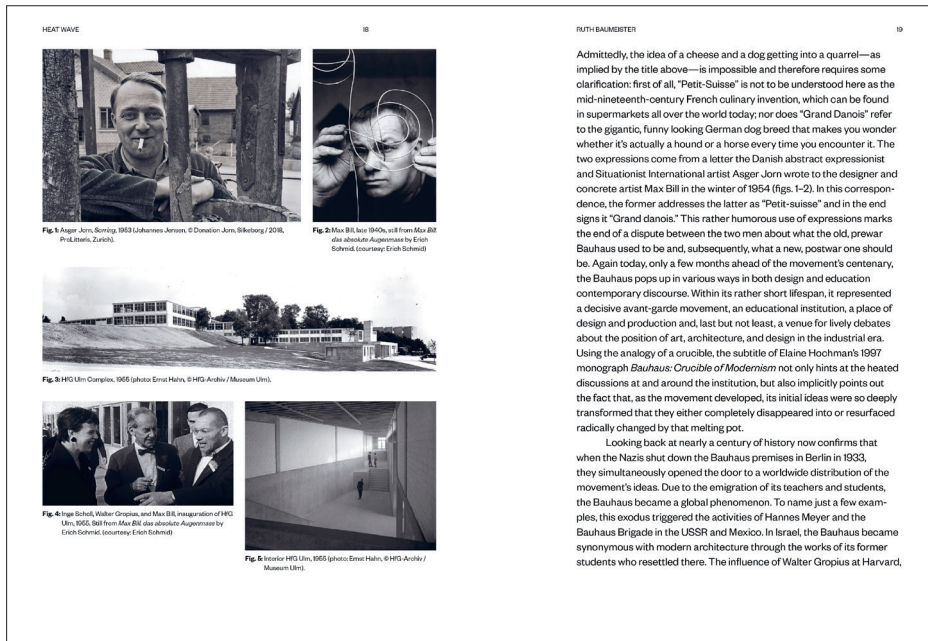 HEAT WAVE
18
Fig. 1: Asger Jorn, Sorring, 1953 (Johannes Jensen, © Donation Jorn, Silkeborg / 2018,
ProLitteris, Zurich).
Fig. 2: Max Bill, late 1940s, still from Max Bill.
das absolute Augenmass by Erich
Schmid. (courtesy: Erich Schmid)
Fig. 3: HfG Ulm Complex, 1955 (photo: Ernst Hahn, © HfG-Archiv / Museum Ulm).
Fig. 4: Inge Scholl, Walter Gropius, and Max Bill, inauguration of HfG
Ulm, 1955. Still from Max Bill. das absolute Augenmass by
Erich Schmid. (courtesy: Erich Schmid)
Fig. 5: Interior HfG Ulm, 1955 (photo: Ernst Hahn, © HfG-Archiv /
Museum Ulm).
RUTH BAUMEISTER
19
Admittedly, the idea of a cheese and a dog getting into a quarrel—as
implied by the title above—is impossible and therefore requires some
clarification: first of all, "Petit-Suisse" is not to be understood here as the
mid-nineteenth-century French culinary invention, which can be found
in supermarkets all over the world today; nor does "Grand Danois" refer
to the gigantic, funny looking German dog breed that makes you wonder
whether it's actually a hound or a horse every time you encounter it. The
two expressions come from a letter the Danish abstract expressionist
and Situationist International artist Asger Jorn wrote to the designer and
concrete artist Max Bill in the winter of 1954 (figs. 1–2). In this correspon-
dence, the former addresses the latter as "Petit-suisse" and in the end
signs it "Grand danois." This rather humorous use of expressions marks
the end of a dispute between the two men about what the old, prewar
Bauhaus used to be and, subsequently, what a new, postwar one should
be. Again today, only a few months ahead of the movement's centenary,
the Bauhaus pops up in various ways in both design and education
contemporary discourse. Within its rather short lifespan, it represented
a decisive avant-garde movement, an educational institution, a place of
design and production and, last but not least, a venue for lively debates
about the position of art, architecture, and design in the industrial era.
Using the analogy of a crucible, the subtitle of Elaine Hochman's 1997
monograph Bauhaus: Crucible of Modernism not only hints at the heated
discussions at and around the institution, but also implicitly points out
the fact that, as the movement developed, its initial ideas were so deeply
transformed that they either completely disappeared into or resurfaced
radically changed by that melting pot.
Looking back at nearly a century of history now confirms that
when the Nazis shut down the Bauhaus premises in Berlin in 1933,
they simultaneously opened the door to a worldwide distribution of the
movement's ideas. Due to the emigration of its teachers and students,
the Bauhaus became a global phenomenon. To name just a few exam-
ples, this exodus triggered the activities of Hannes Meyer and the
Bauhaus Brigade in the USSR and Mexico. In Israel, the Bauhaus became
synonymous with modern architecture through the works of its former
students who resettled there. The influence of Walter Gropius at Harvard,